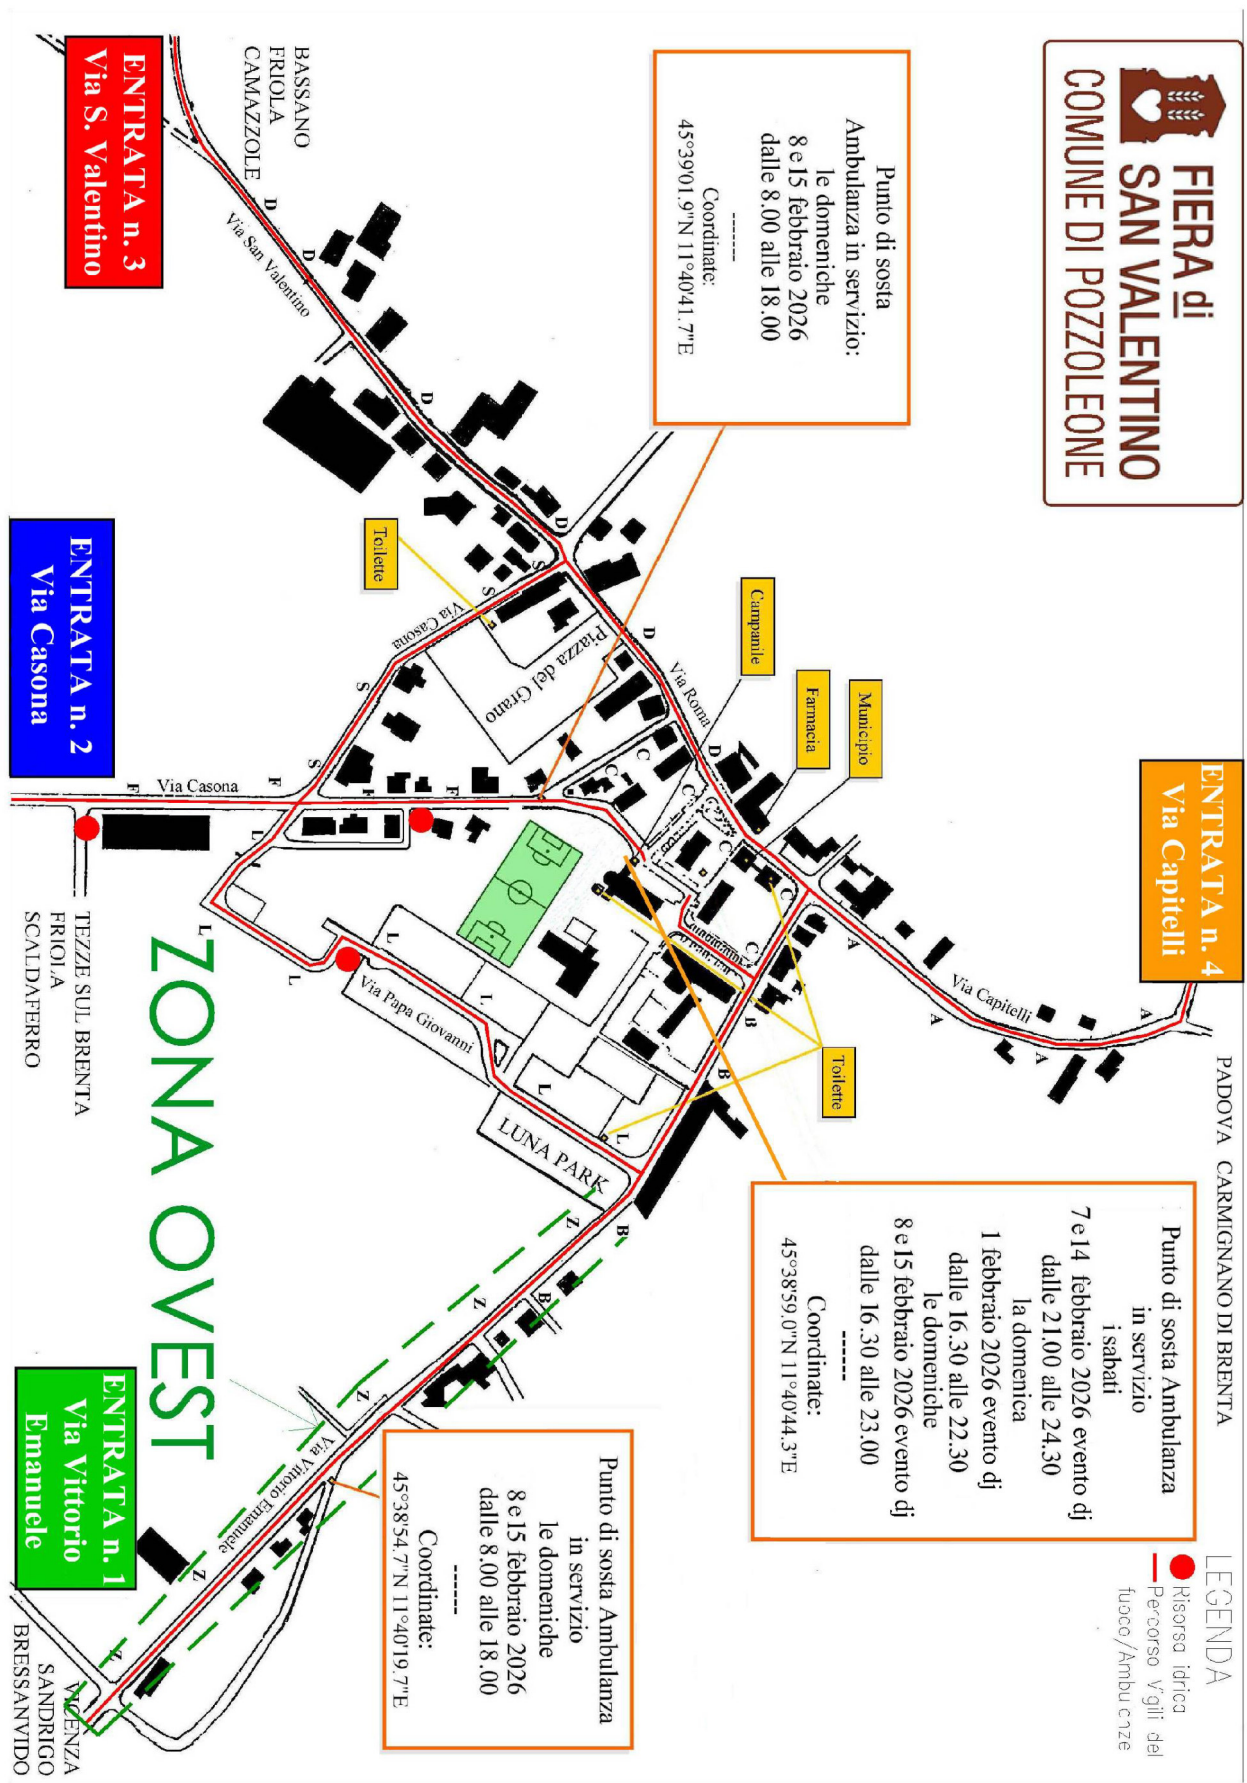 FIERA di
SAN VALENTINO
COMUNE DI POZZOLEONE
ENTRATA n. 4
Via Capitelli
PADOVA CARMIGNANO DI BRENTA
LEGENDA
Risorsa idrica
Percorso Vigili del
fuoco/Ambulanze
Punto di sosta
Ambulanza in servizio:
le domeniche
8 e 15 febbraio 2026
dalle 8.00 alle 18.00
------
Coordinate:
45°39'01.9"N 11°40'41.7"E
Punto di sosta Ambulanza
in servizio
i sabati
7 e14 febbraio 2026 evento dj
dalle 21.00 alle 24.30
la domenica
1 febbraio 2026 evento dj
dalle 16.30 alle 22.30
le domeniche
8 e 15 febbraio 2026 evento dj
dalle 16.30 alle 23.00
------
Coordinate:
45°38'59.0"N 11°40'44.3"E
Municipio
Farmacia
Campanile
Toilette
Toilette
Via Capitelli
A
A
A
A
Via Roma
D
D
D
D
D
D
Via San Valentino
BASSANO
FRIOLA
CAMAZZOLE
Piazza del Grano
Via Casona
S
S
S
S
C
C
C
C
C
C
B
B
B
B
F
F
F
F
Via Casona
L
L
L
L
L
L
L
Via Papa Giovanni
LUNA PARK
Z
Z
Z
Z
Z
Via Vittorio Emanuele
Punto di sosta Ambulanza
in servizio
le domeniche
8 e 15 febbraio 2026
dalle 8.00 alle 18.00
------
Coordinate:
45°38'54.7"N 11°40'19.7"E
ZONA OVEST
TEZZE SUL BRENTA
FRIOLA
SCALDAFERRO
VICENZA
SANDRIGO
BRESSANVIDO
ENTRATA n. 3
Via S. Valentino
ENTRATA n. 2
Via Casona
ENTRATA n. 1
Via Vittorio
Emanuele